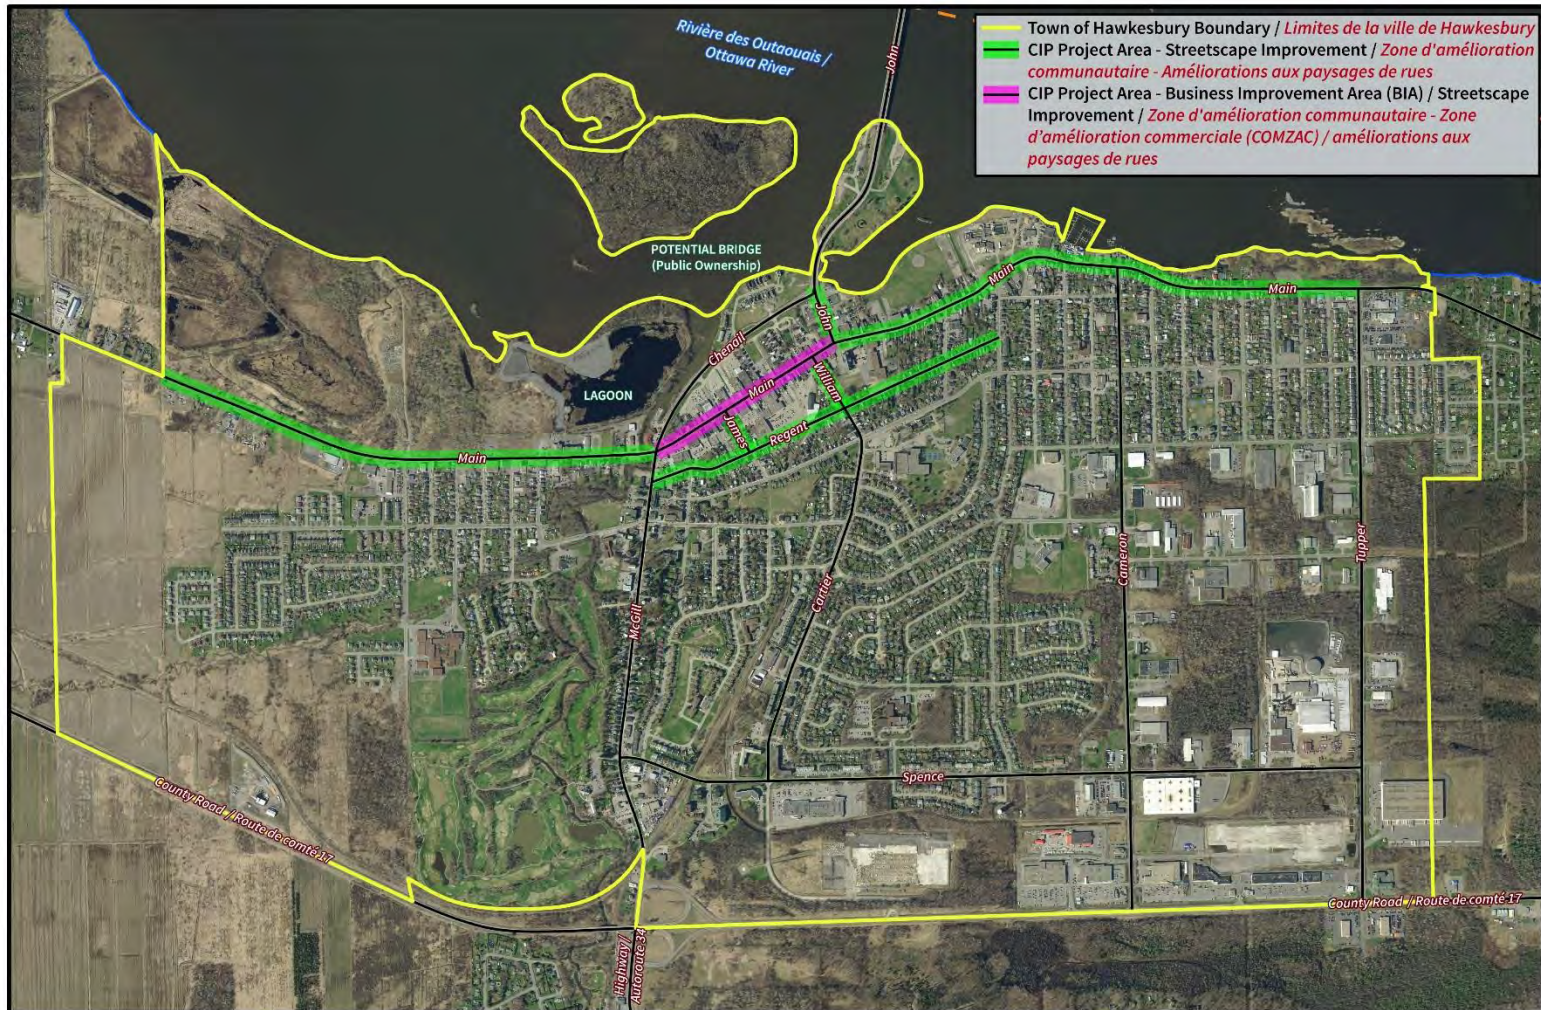 Town of Hawkesbury Boundary / Limites de la ville de Hawkesbury
CIP Project Area - Streetscape Improvement / Zone d'amélioration
communautaire - Améliorations aux paysages de rues
CIP Project Area - Business Improvement Area (BIA) / Streetscape
Improvement / Zone d'amélioration communautaire - Zone
d'amélioration commerciale (COMZAC) / améliorations aux
paysages de rues
Rivière des Outaouais /
Ottawa River
John
POTENTIAL BRIDGE
(Public Ownership)
Main
Main
John
Chenail
Main
William
LAGOON
James
Regent
Main
McGill
Cartier
Cameron
Tupper
Spence
County Road / Route de comté 17
County Road / Route de comté 17
Highway /
Autoroute 34